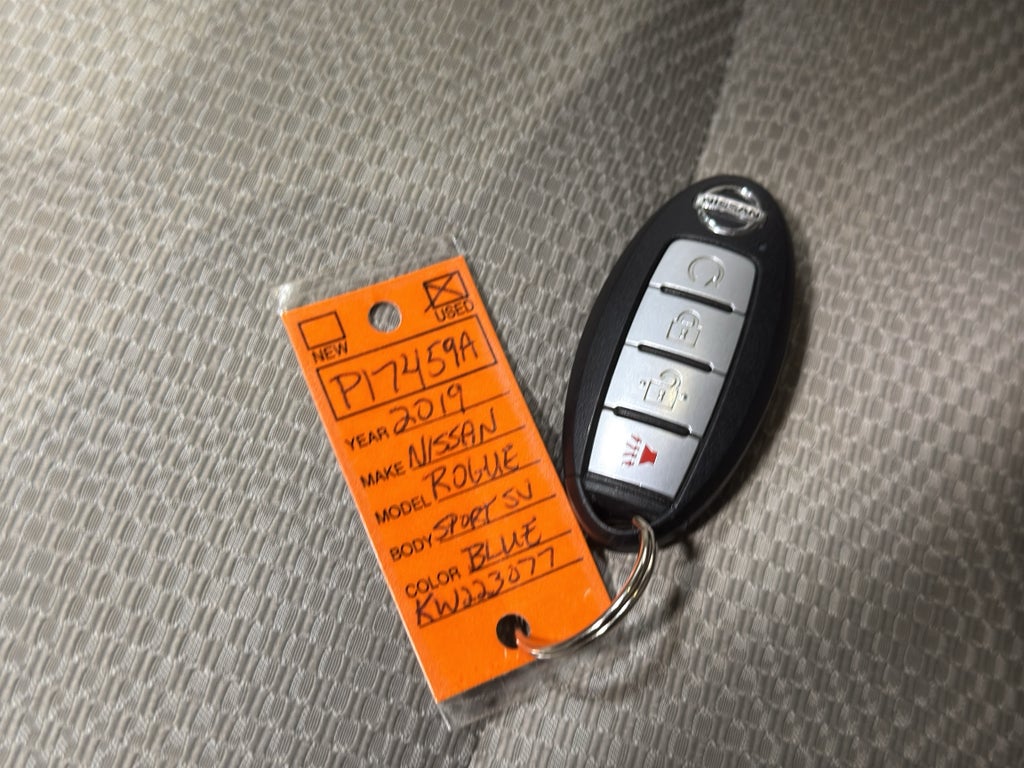 USED
NEW
P17459A
YEAR 2019
MAKE NISSAN
MODEL ROGUE
BODY SPORT SV
COLOR BLUE
KW223077
NISSAN